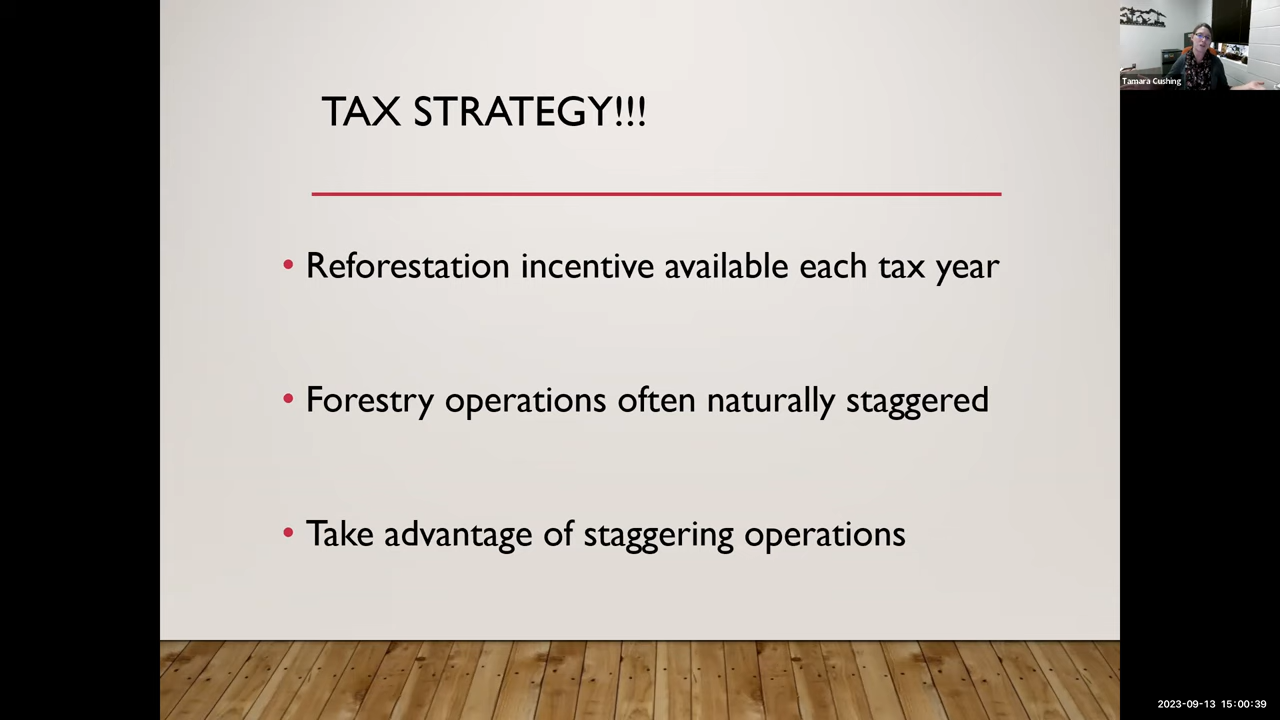 TAX STRATEGY!!!
• Reforestation incentive available each tax year
• Forestry operations often naturally staggered
• Take advantage of staggering operations
Tamara Cushing
2023-09-13 15:00:39